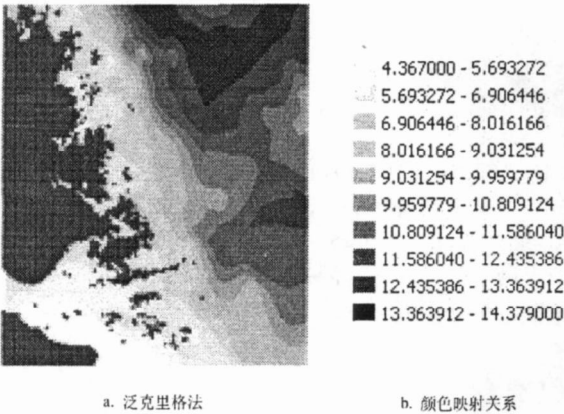 4.367000 - 5.693272
5.693272 - 6.906446
6.906446 - 8.016166
8.016166 - 9.031254
9.031254 - 9.959779
9.959779 - 10.809124
10.809124 - 11.586040
11.586040 - 12.435386
12.435386 - 13.363912
13.363912 - 14.379000
a. 泛克里格法
b. 颜色映射关系